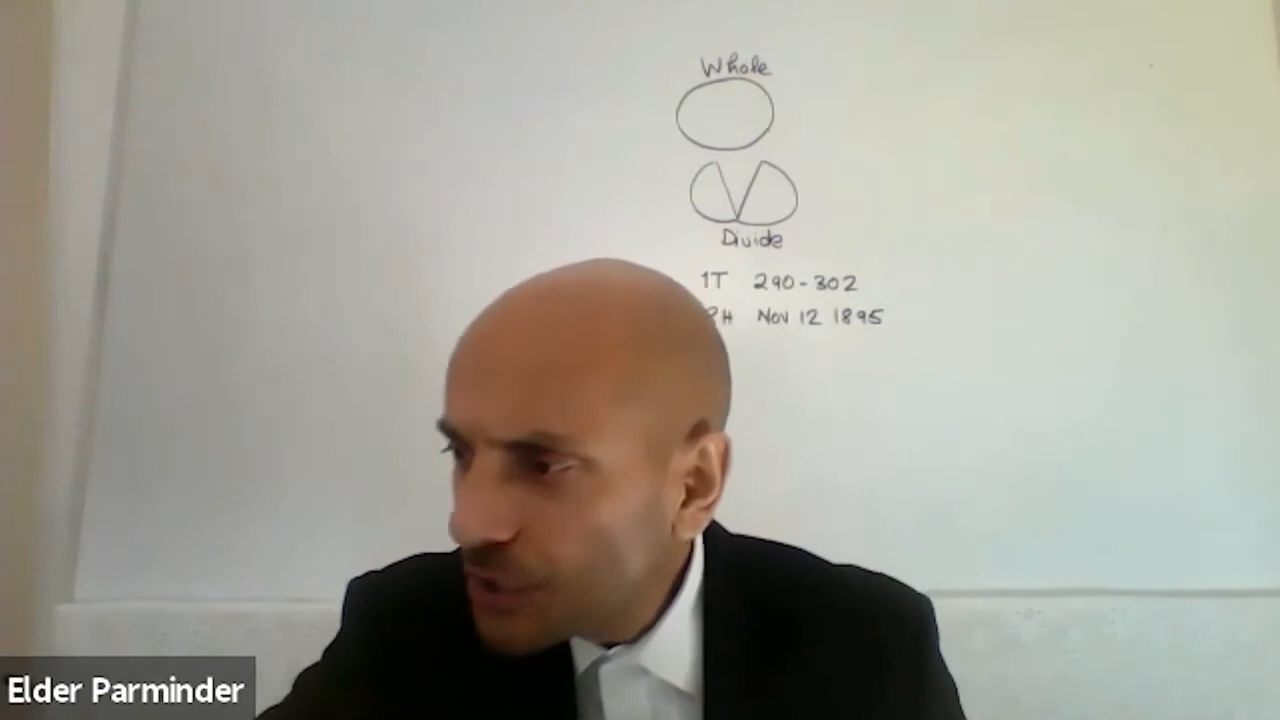 Whole
Divide
1T 290-302
H Nov 12 1895
Elder Parminder